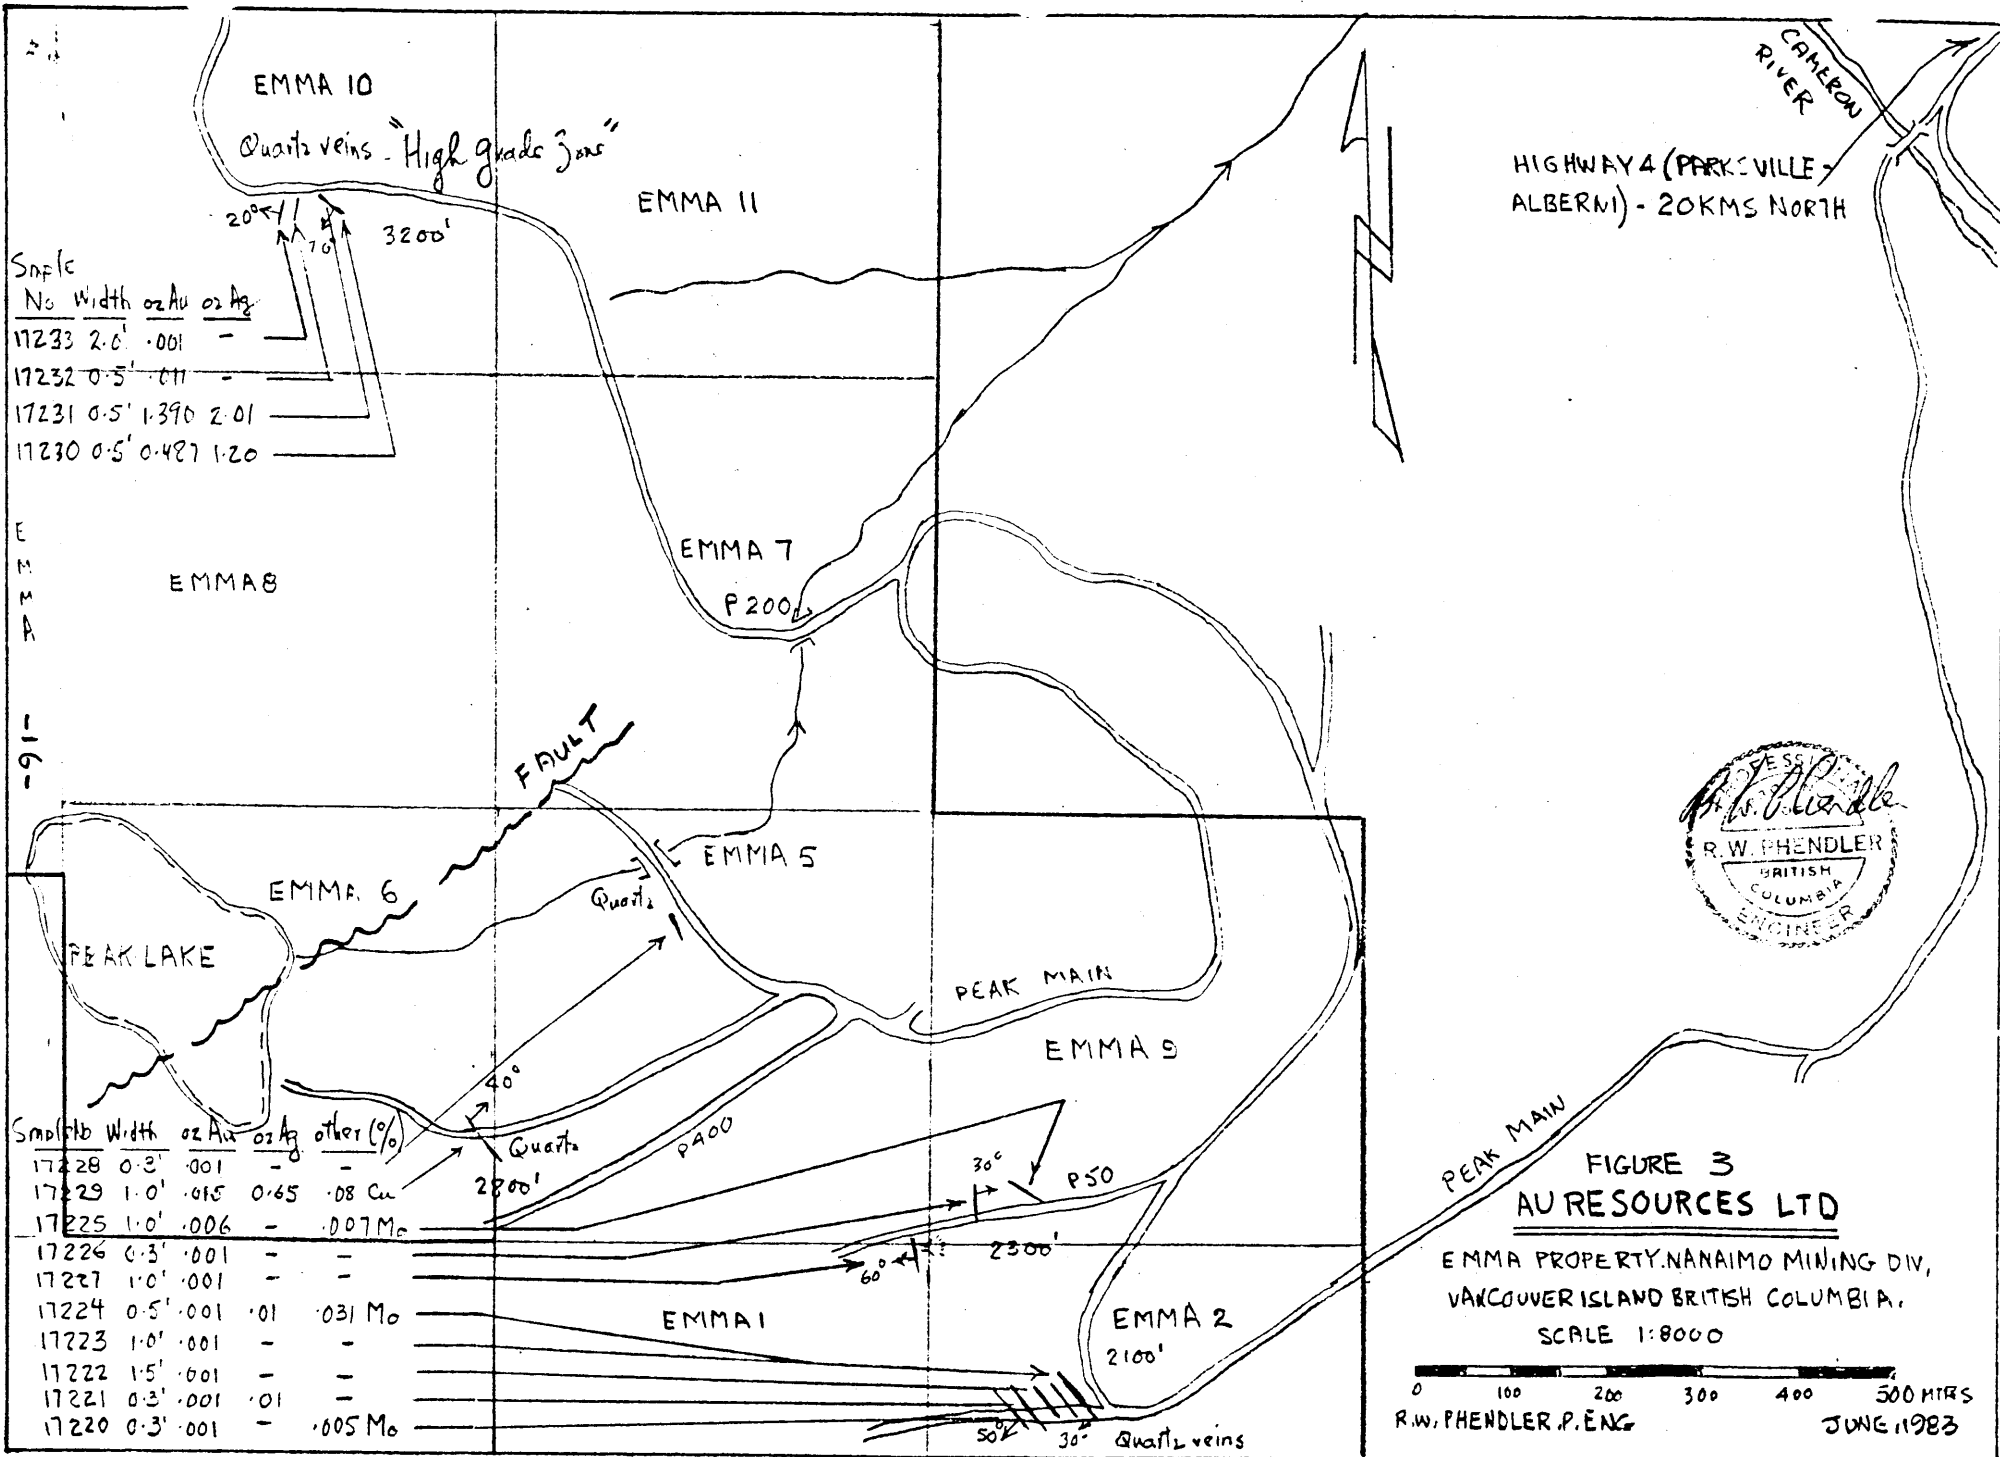 EMMA 10
Quartz veins - "High grade Zone"
EMMA 11
CAMERON
RIVER
HIGHWAY 4 (PARKSVILLE -
ALBERNI) - 20KMS NORTH
20°
70°
3200'
Smple
No Width oz Au oz Ag
17233 2.0' .001 -
17232 0.5' .011 -
17231 0.5' 1.390 2.01
17230 0.5' 0.487 1.20
EMMA
EMMA 8
EMMA 7
P200
-16-
FAULT
EMMA 6
EMMA 5
Quartz
PEAK LAKE
PEAK MAIN
EMMA 9
PROFESSIONAL
R.W. Phendler
R. W. PHENDLER
BRITISH
COLUMBIA
ENGINEER
40°
Quartz
2800'
P400
30°
P50
2300'
60°
Smple No Width oz Au oz Ag other (%)
17228 0.3' .001 - -
17229 1.0' .015 0.65 .08 Cu
17225 1.0' .006 - .007 Mo
17226 0.3' .001 - -
17227 1.0' .001 - -
17224 0.5' .001 .01 .031 Mo
17223 1.0' .001 - -
17222 1.5' .001 - -
17221 0.3' .001 .01 -
17220 0.3' .001 - .005 Mo
EMMA 1
EMMA 2
2100'
50°
30°
Quartz veins
PEAK MAIN
FIGURE 3
AU RESOURCES LTD
EMMA PROPERTY. NANAIMO MINING DIV,
VANCOUVER ISLAND BRITISH COLUMBIA.
SCALE 1:8000
0 100 200 300 400 500 MTRS
R.W. PHENDLER. P. ENG
JUNE, 1983